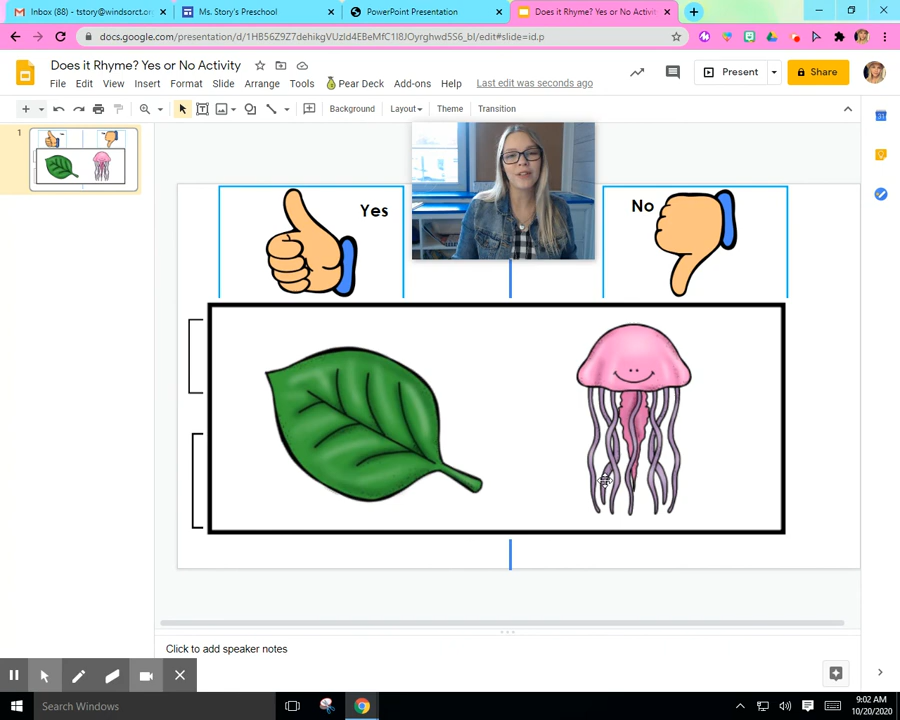 Inbox (88) - tstory@windsorct.org
Ms. Story's Preschool
PowerPoint Presentation
Does it Rhyme? Yes or No Activit
docs.google.com/presentation/d/
edit#slide=id.p
Does it Rhyme? Yes or No Activity
File Edit View Insert Format Slide Arrange Tools Pear Deck Add-ons Help Last edit was seconds ago
Present
Share
Background Layout Theme Transition
1
Yes
No
Click to add speaker notes
Search Windows
9:02 AM
10/20/2020